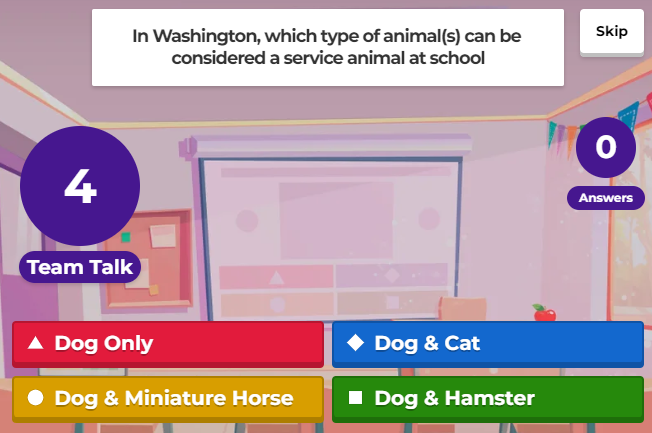 In Washington, which type of animal(s) can be
considered a service animal at school
Skip
4
Team Talk
0
Answers
Dog Only
Dog & Cat
Dog & Miniature Horse
Dog & Hamster